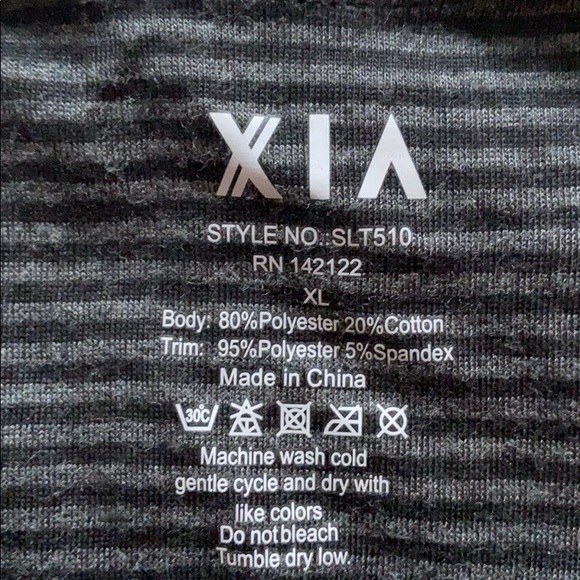 XIA
STYLE NO.:SLT510
RN 142122
XL
Body: 80%Polyester 20%Cotton
Trim: 95%Polyester 5%Spandex
Made in China
30C
Machine wash cold
gentle cycle and dry with
like colors
Do not bleach
Tumble dry low.